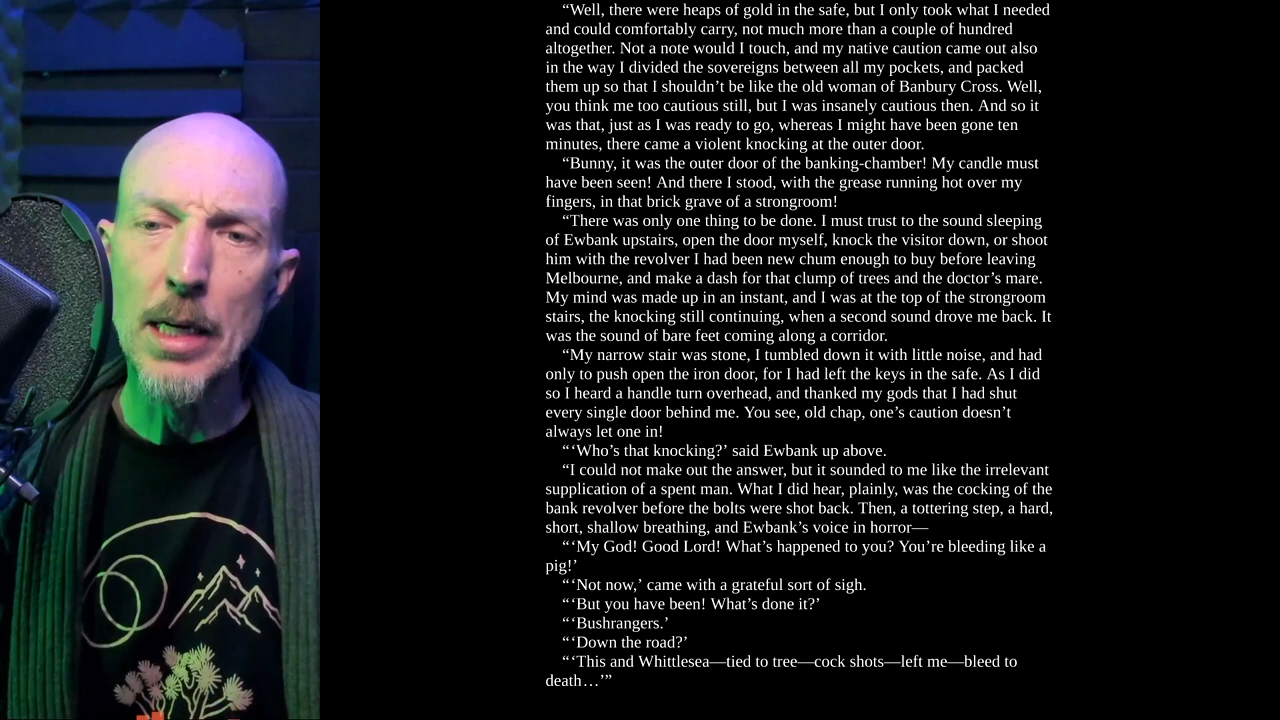 “Well, there were heaps of gold in the safe, but I only took what I needed
and could comfortably carry, not much more than a couple of hundred
altogether. Not a note would I touch, and my native caution came out also
in the way I divided the sovereigns between all my pockets, and packed
them up so that I shouldn’t be like the old woman of Banbury Cross. Well,
you think me too cautious still, but I was insanely cautious then. And so it
was that, just as I was ready to go, whereas I might have been gone ten
minutes, there came a violent knocking at the outer door.
“Bunny, it was the outer door of the banking-chamber! My candle must
have been seen! And there I stood, with the grease running hot over my
fingers, in that brick grave of a strongroom!
“There was only one thing to be done. I must trust to the sound sleeping
of Ewbank upstairs, open the door myself, knock the visitor down, or shoot
him with the revolver I had been new chum enough to buy before leaving
Melbourne, and make a dash for that clump of trees and the doctor’s mare.
My mind was made up in an instant, and I was at the top of the strongroom
stairs, the knocking still continuing, when a second sound drove me back. It
was the sound of bare feet coming along a corridor.
“My narrow stair was stone, I tumbled down it with little noise, and had
only to push open the iron door, for I had left the keys in the safe. As I did
so I heard a handle turn overhead, and thanked my gods that I had shut
every single door behind me. You see, old chap, one’s caution doesn’t
always let one in!
“‘Who’s that knocking?’ said Ewbank up above.
“I could not make out the answer, but it sounded to me like the irrelevant
supplication of a spent man. What I did hear, plainly, was the cocking of the
bank revolver before the bolts were shot back. Then, a tottering step, a hard,
short, shallow breathing, and Ewbank’s voice in horror—
“‘My God! Good Lord! What’s happened to you? You’re bleeding like a
pig!’
“‘Not now,’ came with a grateful sort of sigh.
“‘But you have been! What’s done it?’
“‘Bushrangers.’
“‘Down the road?’
“‘This and Whittlesea—tied to tree—cock shots—left me—bleed to
death…’”